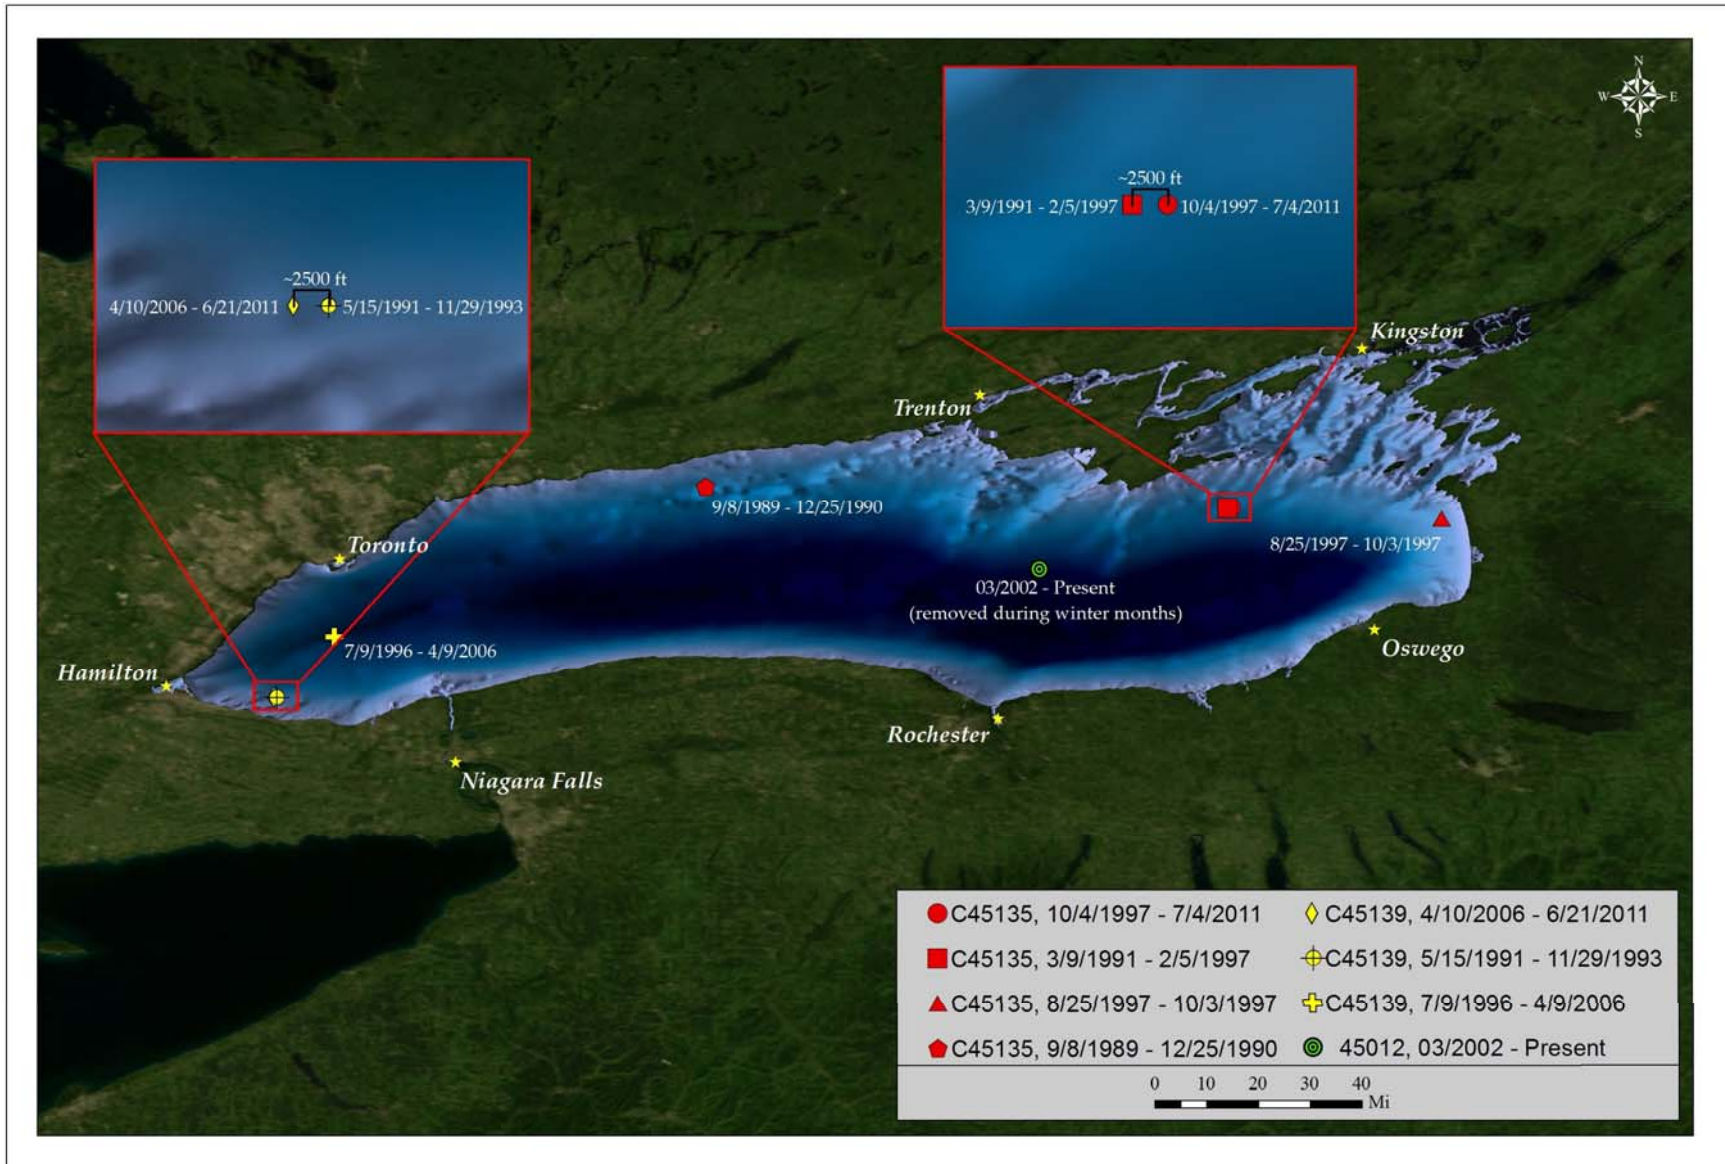 N
W E
S
~2500 ft
3/9/1991 - 2/5/1997 10/4/1997 - 7/4/2011
~2500 ft
4/10/2006 - 6/21/2011 5/15/1991 - 11/29/1993
Kingston
Trenton
9/8/1989 - 12/25/1990
Toronto
8/25/1997 - 10/3/1997
03/2002 - Present
(removed during winter months)
7/9/1996 - 4/9/2006
Oswego
Hamilton
Rochester
Niagara Falls
C45135, 10/4/1997 - 7/4/2011
C45135, 3/9/1991 - 2/5/1997
C45135, 8/25/1997 - 10/3/1997
C45135, 9/8/1989 - 12/25/1990
C45139, 4/10/2006 - 6/21/2011
C45139, 5/15/1991 - 11/29/1993
C45139, 7/9/1996 - 4/9/2006
45012, 03/2002 - Present
0 10 20 30 40
Mi